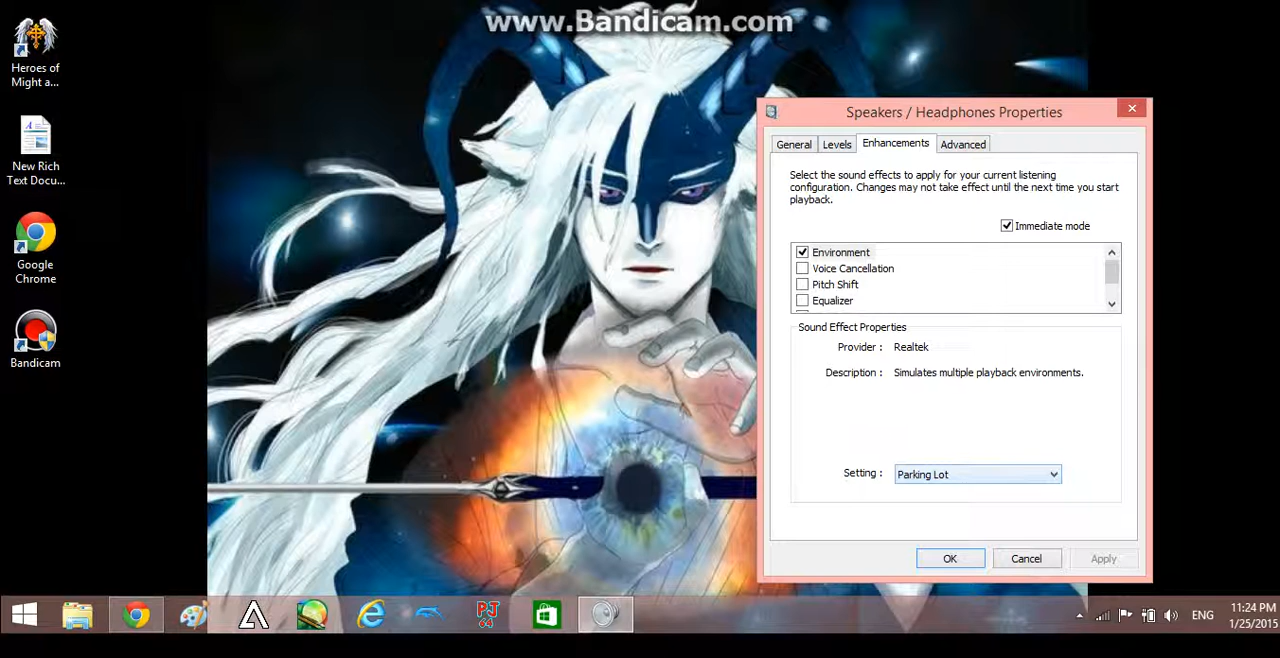 www.Bandicam.com
Heroes of
Might a...
New Rich
Text Docu...
Google
Chrome
Bandicam
Speakers / Headphones Properties
General
Levels
Enhancements
Advanced
Select the sound effects to apply for your current listening
configuration. Changes may not take effect until the next time you start
playback.
Immediate mode
Environment
Voice Cancellation
Pitch Shift
Equalizer
Sound Effect Properties
Provider : Realtek
Description : Simulates multiple playback environments.
Setting : Parking Lot
OK
Cancel
Apply
PJ
64
ENG
11:24 PM
1/25/2015